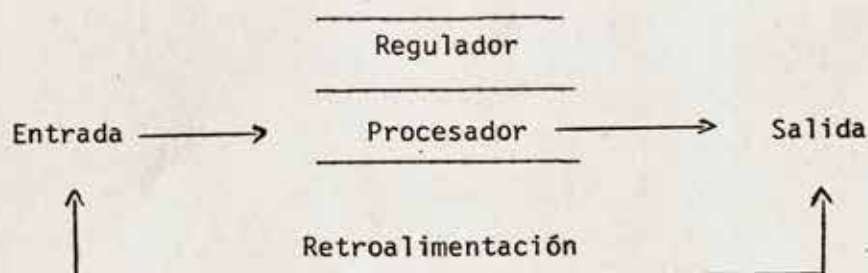 Regulador
Entrada Procesador Salida
Retroalimentación